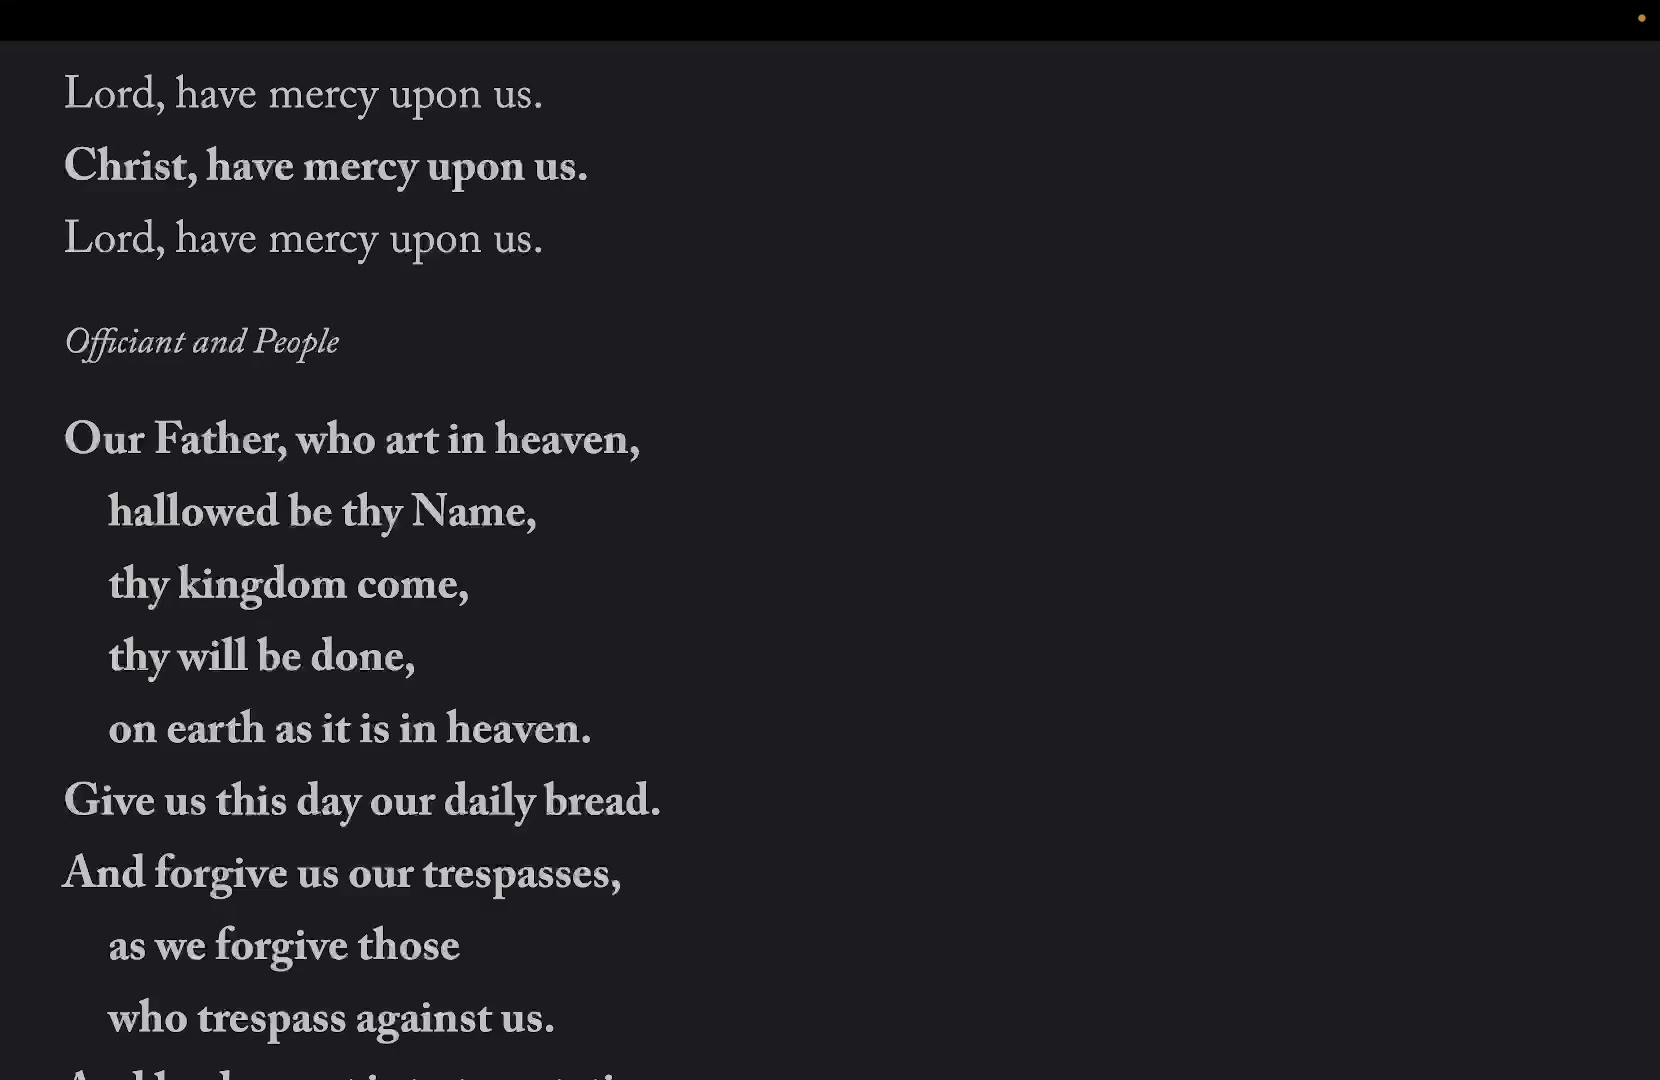 Lord, have mercy upon us.
Christ, have mercy upon us.
Lord, have mercy upon us.
Officiant and People
Our Father, who art in heaven,
hallowed be thy Name,
thy kingdom come,
thy will be done,
on earth as it is in heaven.
Give us this day our daily bread.
And forgive us our trespasses,
as we forgive those
who trespass against us.